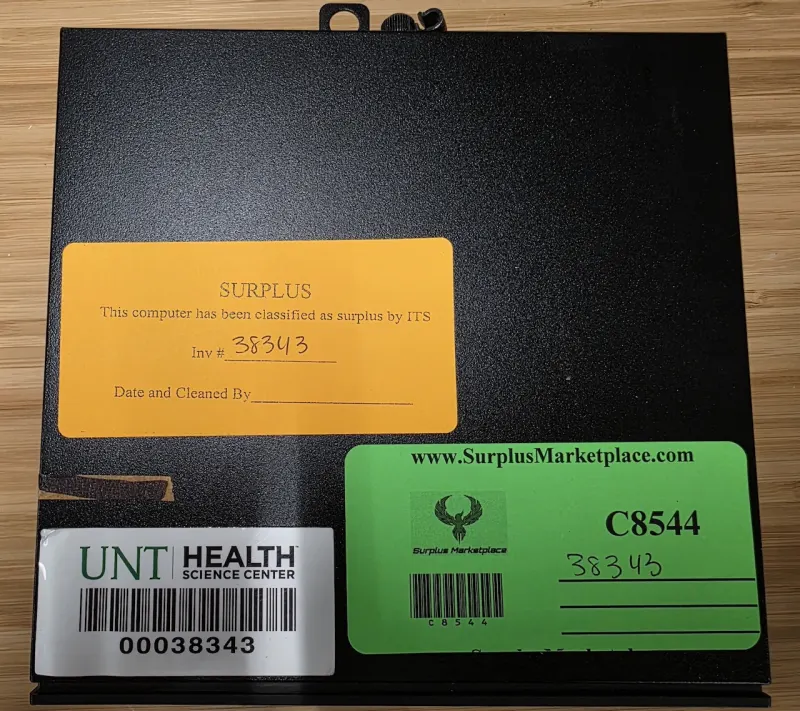 SURPLUS
This computer has been classified as surplus by ITS
Inv # 38343
Date and Cleaned By
www.SurplusMarketplace.com
Surplus Marketplace
C8544
38343
C8544
UNT HEALTH™
SCIENCE CENTER
00038343